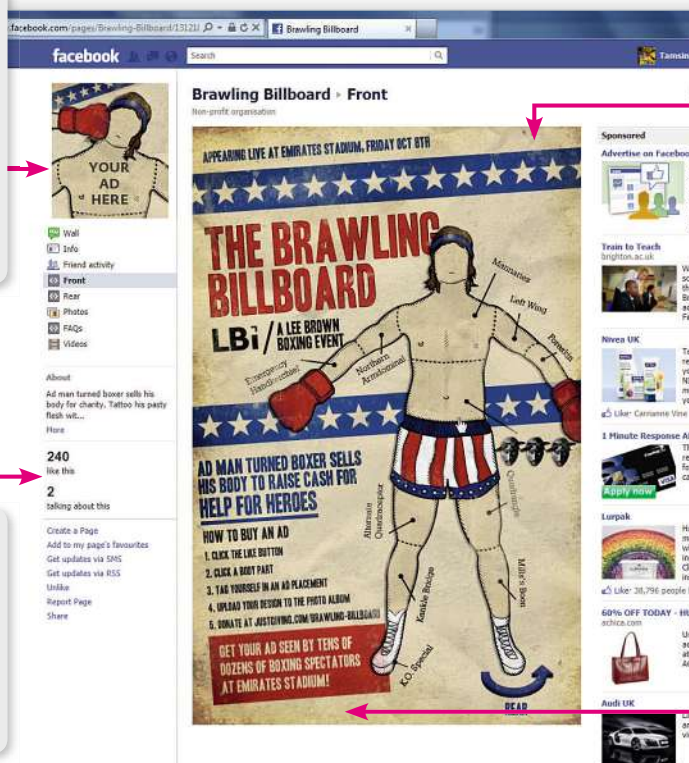 facebook.com/pages/Brawling-Billboard/13121
Brawling Billboard
facebook
Search
Tamsin
YOUR
AD
HERE
Wall
Info
Friend activity
Front
Rear
Photos
FAQs
Videos
About
Ad man turned boxer sells his
body for charity. Tattoo his pasty
flesh wit...
More
240
like this
2
talking about this
Create a Page
Add to my page's favourites
Get updates via SMS
Get updates via RSS
Unlike
Report Page
Share
Brawling Billboard ▸ Front
Non-profit organisation
APPEARING LIVE AT EMIRATES STADIUM, FRIDAY OCT 8TH
THE BRAWLING
BILLBOARD
LBi / A LEE BROWN
BOXING EVENT
Mannaries
Left Wing
Forearius
Emergency
Handkerchief
Northern
Armdominal
AD MAN TURNED BOXER SELLS
HIS BODY TO RAISE CASH FOR
HELP FOR HEROES
HOW TO BUY AN AD
1. CLICK THE LIKE BUTTON
2. CLICK A BODY PART
3. TAG YOURSELF IN AN AD PLACEMENT
4. UPLOAD YOUR DESIGN TO THE PHOTO ALBUM
5. DONATE AT JUSTGIVING.COM/BRAWLING-BILLBOARD
GET YOUR AD SEEN BY TENS OF
DOZENS OF BOXING SPECTATORS
AT EMIRATES STADIUM!
Alternate
Quadraceptor
Quadrangle
Kankle Bridge
Mills'n Boon
K.O. Special
REAR
Sponsored
Advertise on Faceboo
Train to Teach
brighton.ac.uk
Nivea UK
Like · Carrianne Vine
1 Minute Response A
VISA
Apply now
Lurpak
Like · 38,796 people
60% OFF TODAY - H
achica.com
Audi UK